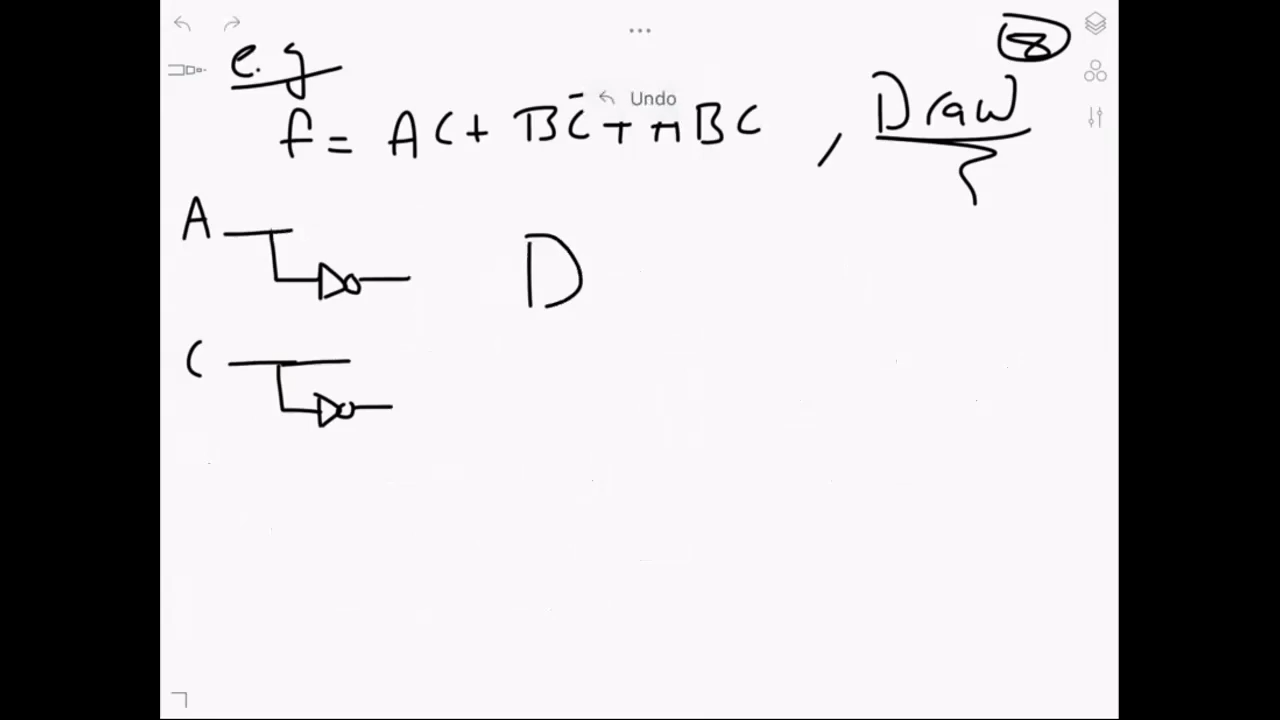 8
e.g
Undo
f = AC + BC̄ + ABC , Draw
A
D
C